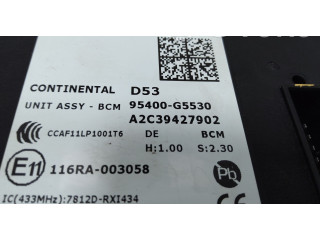 CONTINENTAL D53
UNIT ASSY - BCM 95400-G5530
A2C39427902
CCAF11LP1001T6 DE BCM
H:1.00 S:2.30
E11 116RA-003058 Pb
IC(433MHz):7812D-RXI434 CE